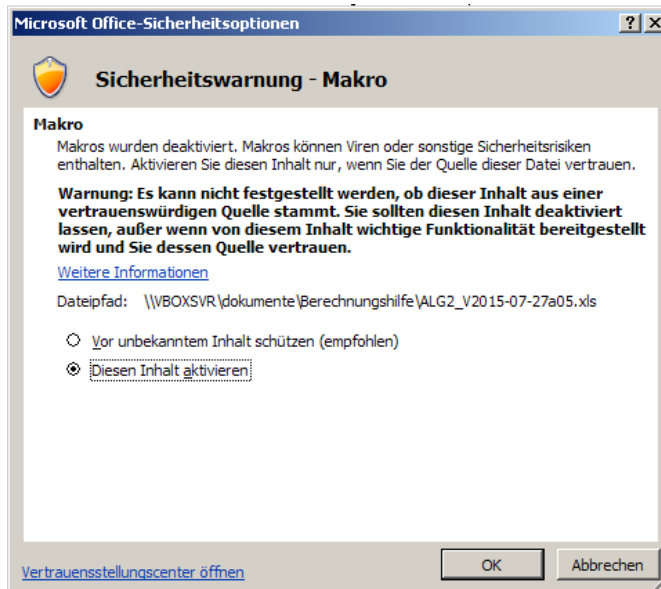 Microsoft Office-Sicherheitsoptionen
Sicherheitswarnung - Makro
Makro
Makros wurden deaktiviert. Makros können Viren oder sonstige Sicherheitsrisiken
enthalten. Aktivieren Sie diesen Inhalt nur, wenn Sie der Quelle dieser Datei vertrauen.
Warnung: Es kann nicht festgestellt werden, ob dieser Inhalt aus einer
vertrauenswürdigen Quelle stammt. Sie sollten diesen Inhalt deaktiviert
lassen, außer wenn von diesem Inhalt wichtige Funktionalität bereitgestellt
wird und Sie dessen Quelle vertrauen.
Weitere Informationen
Dateipfad: \\VBOXSVR\dokumente\Berechnungshilfe\ALG2_V2015-07-27a05.xls
Vor unbekanntem Inhalt schützen (empfohlen)
Diesen Inhalt aktivieren
Vertrauensstellungscenter öffnen
OK
Abbrechen